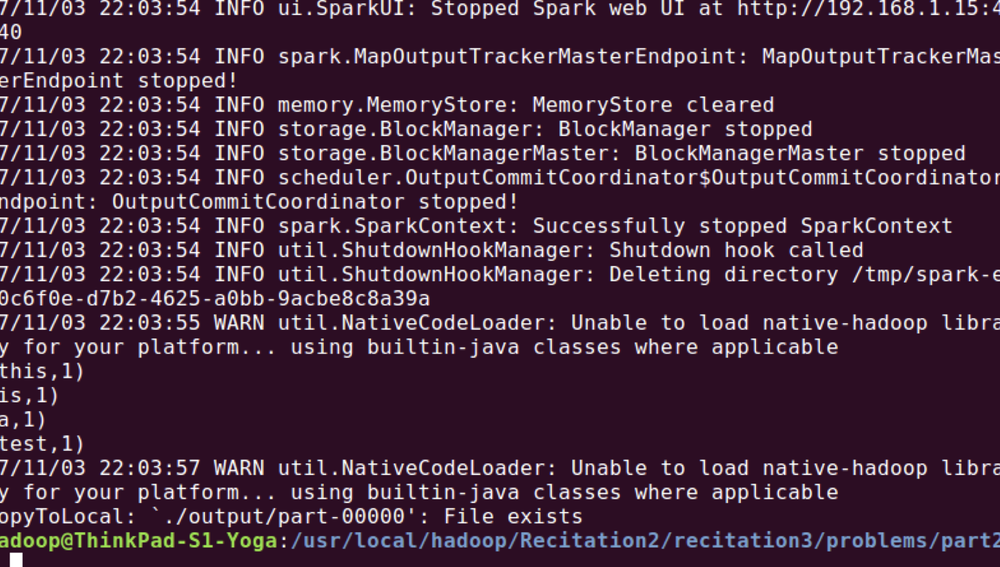 7/11/03 22:03:54 INFO ui.SparkUI: Stopped Spark web UI at http://192.168.1.15:4
40
7/11/03 22:03:54 INFO spark.MapOutputTrackerMasterEndpoint: MapOutputTrackerMas
erEndpoint stopped!
7/11/03 22:03:54 INFO memory.MemoryStore: MemoryStore cleared
7/11/03 22:03:54 INFO storage.BlockManager: BlockManager stopped
7/11/03 22:03:54 INFO storage.BlockManagerMaster: BlockManagerMaster stopped
7/11/03 22:03:54 INFO scheduler.OutputCommitCoordinator$OutputCommitCoordinator
ndpoint: OutputCommitCoordinator stopped!
7/11/03 22:03:54 INFO spark.SparkContext: Successfully stopped SparkContext
7/11/03 22:03:54 INFO util.ShutdownHookManager: Shutdown hook called
7/11/03 22:03:54 INFO util.ShutdownHookManager: Deleting directory /tmp/spark-e
0c6f0e-d7b2-4625-a0bb-9acbe8c8a39a
7/11/03 22:03:55 WARN util.NativeCodeLoader: Unable to load native-hadoop libra
y for your platform... using builtin-java classes where applicable
this,1)
is,1)
a,1)
test,1)
7/11/03 22:03:57 WARN util.NativeCodeLoader: Unable to load native-hadoop libra
y for your platform... using builtin-java classes where applicable
opyToLocal: `./output/part-00000': File exists
adoop@ThinkPad-S1-Yoga:/usr/local/hadoop/Recitation2/recitation3/problems/part2